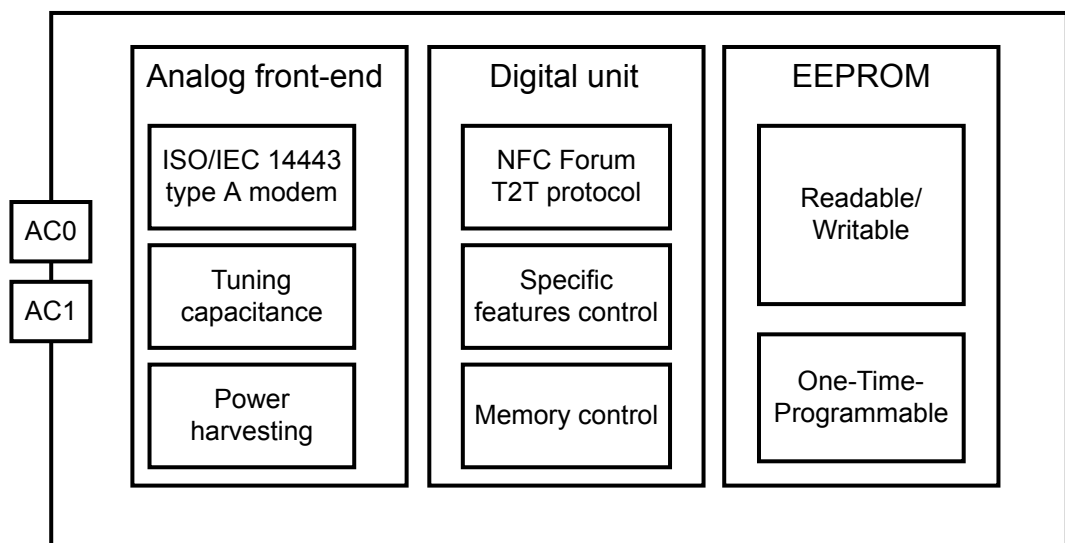 Analog front-end
ISO/IEC 14443
type A modem
Tuning
capacitance
Power
harvesting
Digital unit
NFC Forum
T2T protocol
Specific
features control
Memory control
EEPROM
Readable/
Writable
One-Time-
Programmable
AC0
AC1